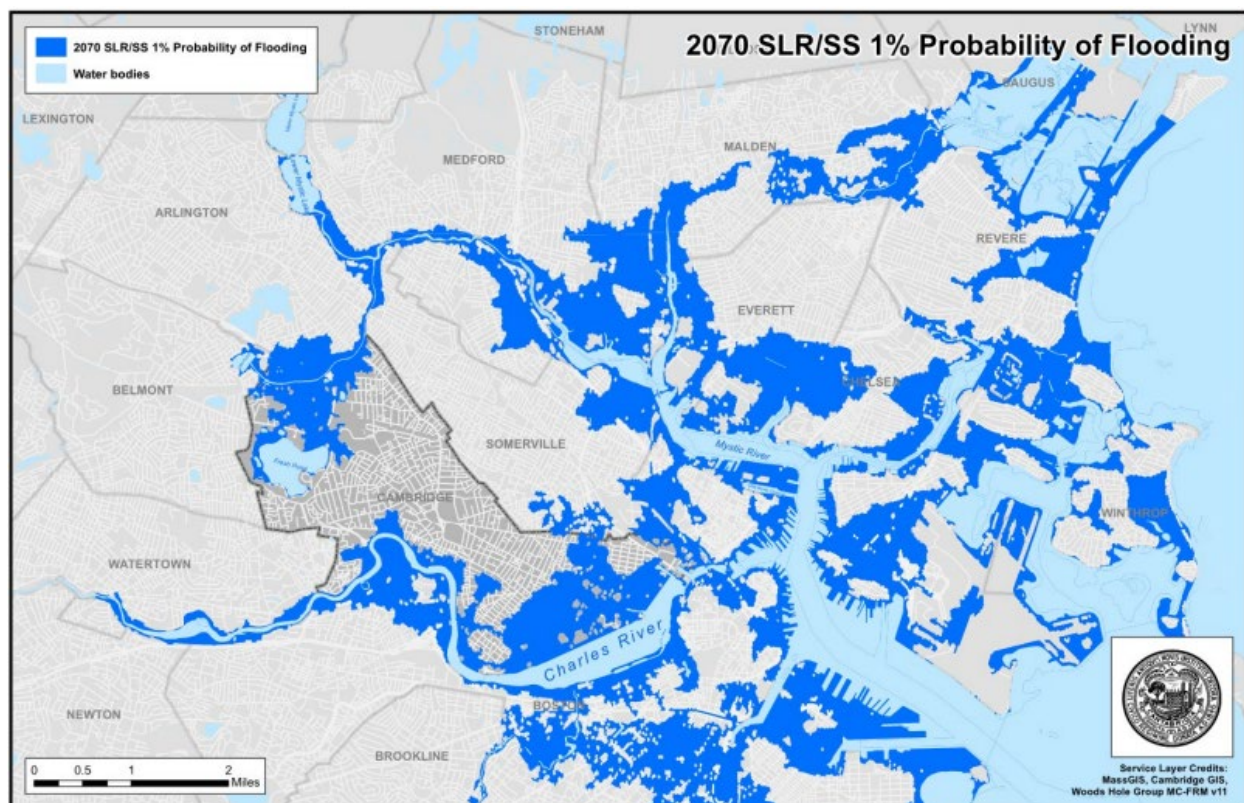 2070 SLR/SS 1% Probability of Flooding
Water bodies
2070 SLR/SS 1% Probability of Flooding
STONEHAM
LYNN
SAUGUS
LEXINGTON
MEDFORD
MALDEN
ARLINGTON
REVERE
EVERETT
BELMONT
CHELSEA
SOMERVILLE
Mystic River
Fresh Pond
CAMBRIDGE
WINTHROP
WATERTOWN
Charles River
NEWTON
BOSTON
BROOKLINE
0 0.5 1 2
Miles
Service Layer Credits:
MassGIS, Cambridge GIS,
Woods Hole Group MC-FRM v11